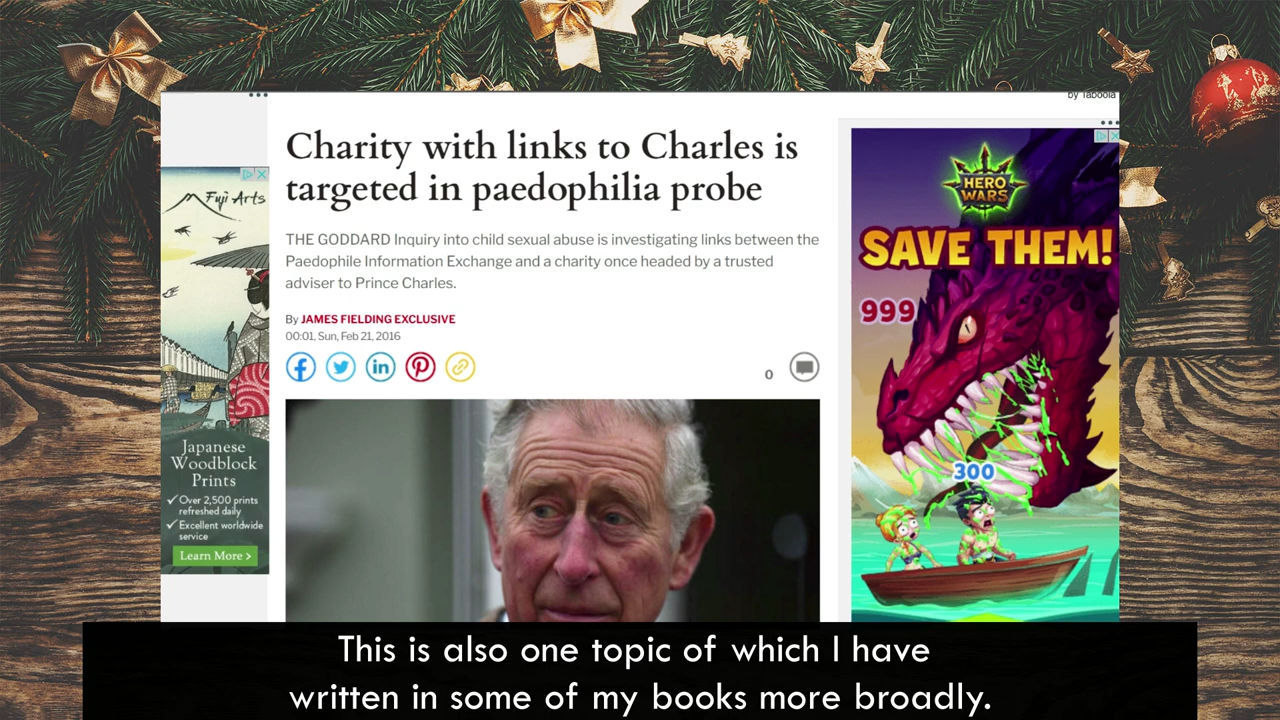 by Taboola
Charity with links to Charles is
targeted in paedophilia probe
THE GODDARD Inquiry into child sexual abuse is investigating links between the
Paedophile Information Exchange and a charity once headed by a trusted
adviser to Prince Charles.
By JAMES FIELDING EXCLUSIVE
00:01, Sun, Feb 21, 2016
0
Fuji Arts
Japanese
Woodblock
Prints
Over 2,500 prints
refreshed daily
Excellent worldwide
service
Learn More >
HERO
WARS
SAVE THEM!
999
300
This is also one topic of which I have
written in some of my books more broadly.